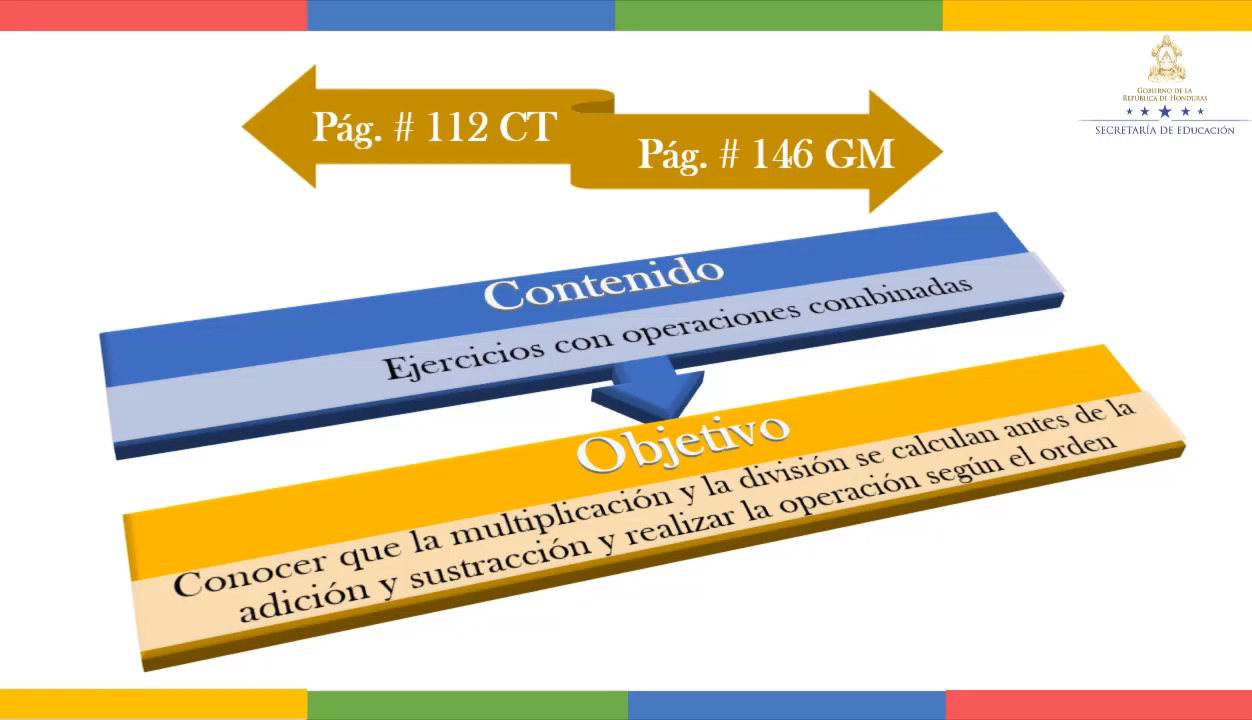 Pág. # 112 CT
Pág. # 146 GM
GOBIERNO DE LA
REPÚBLICA DE HONDURAS
SECRETARÍA DE EDUCACIÓN
Contenido
Ejercicios con operaciones combinadas
Objetivo
Conocer que la multiplicación y la división se calculan antes de la
adición y sustracción y realizar la operación según el orden